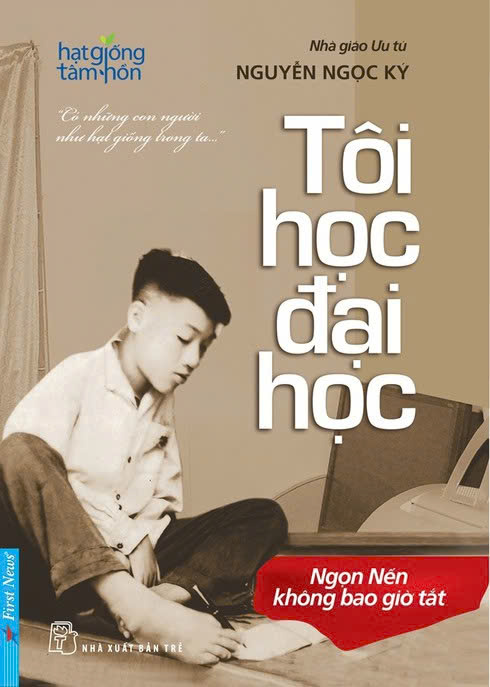 hạt giống
tâm hồn
Nhà giáo Ưu tú
NGUYỄN NGỌC KÝ
"Có những con người
như hạt giống trong ta..."
Tôi
học
đại
học
Ngọn Nến
không bao giờ tắt
First News
NHÀ XUẤT BẢN TRẺ